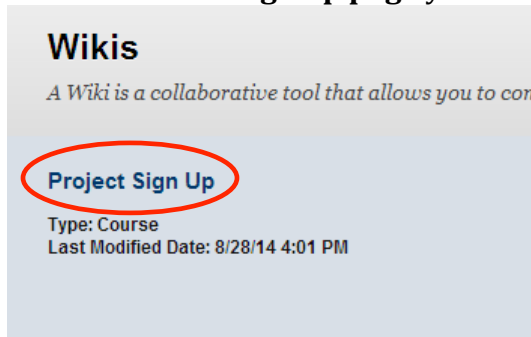 Wikis
A Wiki is a collaborative tool that allows you to
Project Sign Up
Type: Course
Last Modified Date: 8/28/14 4:01 PM